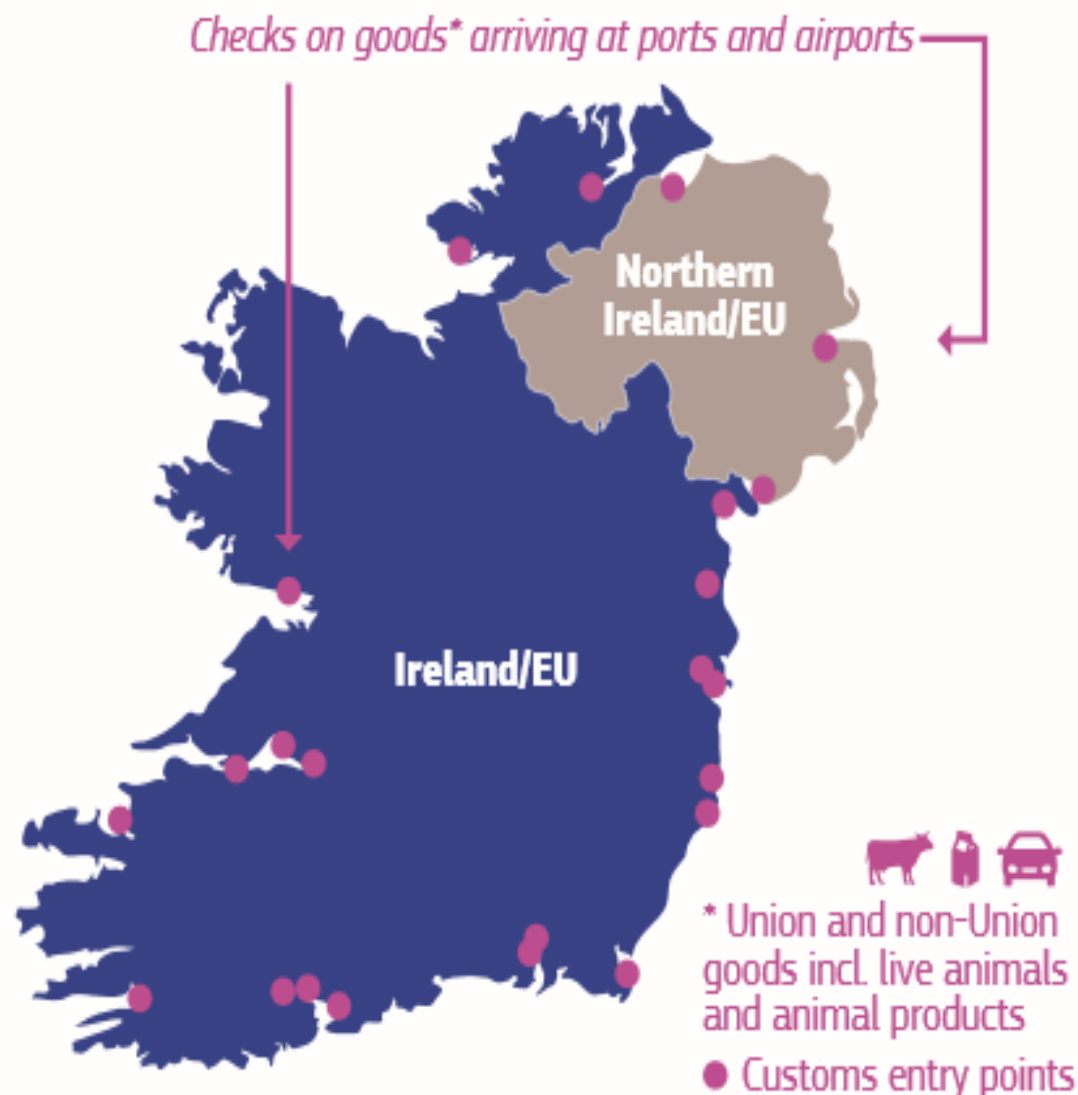 Checks on goods* arriving at ports and airports
Northern
Ireland/EU
Ireland/EU
* Union and non-Union
goods incl. live animals
and animal products
Customs entry points